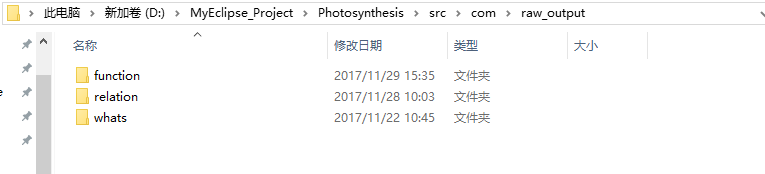 此电脑 > 新加卷 (D:) > MyEclipse_Project > Photosynthesis > src > com > raw_output
名称 修改日期 类型 大小
function 2017/11/29 15:35 文件夹
relation 2017/11/28 10:03 文件夹
whats 2017/11/22 10:45 文件夹